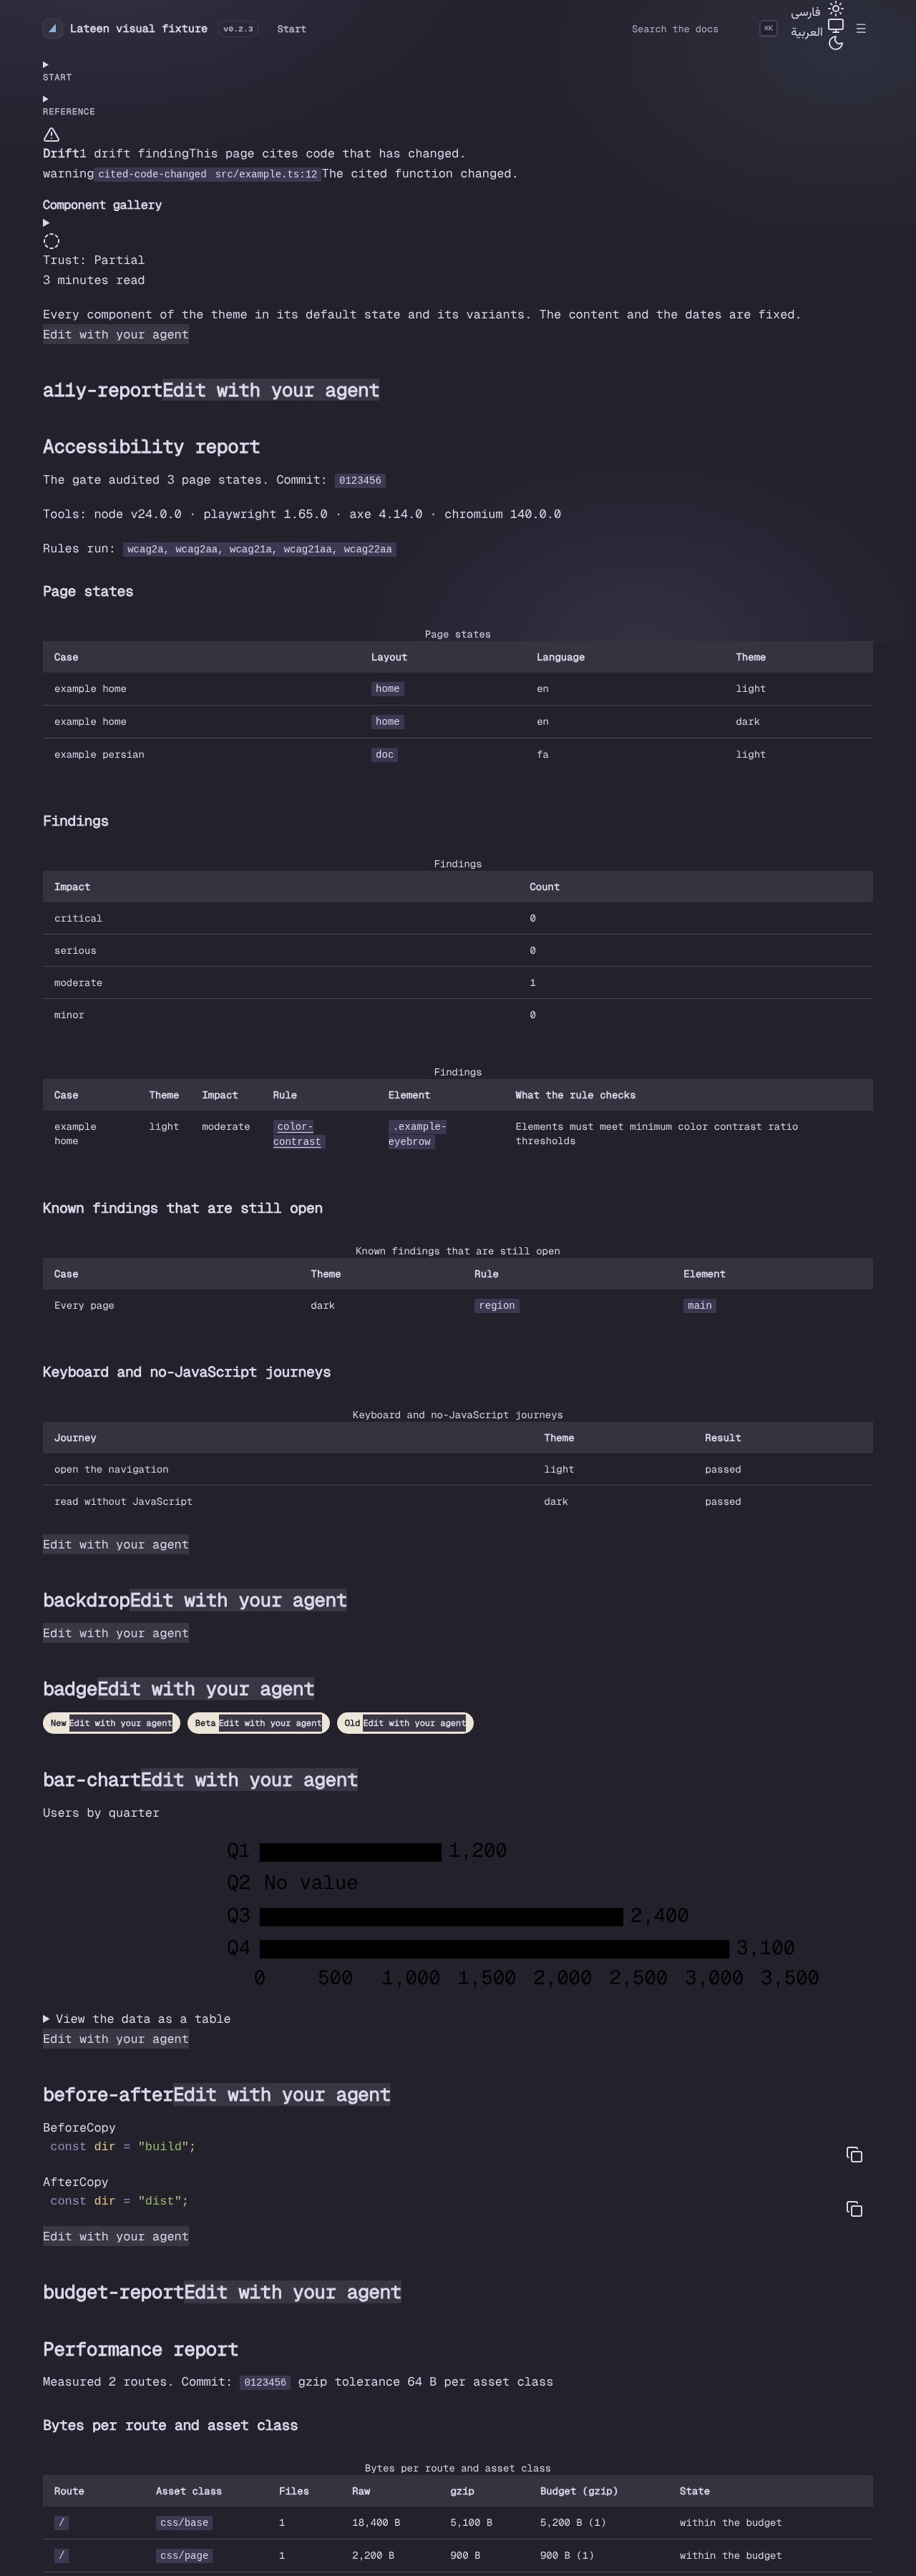 Lateen visual fixture v0.2.3 Start Search the docs ⌘K فارسی
العربية
START
REFERENCE
Drift1 drift findingThis page cites code that has changed.
warning cited-code-changed src/example.ts:12 The cited function changed.
Component gallery
Trust: Partial
3 minutes read
Every component of the theme in its default state and its variants. The content and the dates are fixed.
Edit with your agent
a11y-reportEdit with your agent
Accessibility report
The gate audited 3 page states. Commit: 0123456
Tools: node v24.0.0 · playwright 1.65.0 · axe 4.14.0 · chromium 140.0.0
Rules run: wcag2a, wcag2aa, wcag21a, wcag21aa, wcag22aa
Page states
Page states
Case Layout Language Theme
example home home en light
example home home en dark
example persian doc fa light
Findings
Findings
Impact Count
critical 0
serious 0
moderate 1
minor 0
Findings
Case Theme Impact Rule Element What the rule checks
example home light moderate color-contrast .example-eyebrow Elements must meet minimum color contrast ratio thresholds
Known findings that are still open
Known findings that are still open
Case Theme Rule Element
Every page dark region main
Keyboard and no-JavaScript journeys
Keyboard and no-JavaScript journeys
Journey Theme Result
open the navigation light passed
read without JavaScript dark passed
Edit with your agent
backdropEdit with your agent
Edit with your agent
badgeEdit with your agent
New Edit with your agent Beta Edit with your agent Old Edit with your agent
bar-chartEdit with your agent
Users by quarter
Q1 1,200
Q2 No value
Q3 2,400
Q4 3,100
0 500 1,000 1,500 2,000 2,500 3,000 3,500
View the data as a table
Edit with your agent
before-afterEdit with your agent
BeforeCopy
const dir = "build";
AfterCopy
const dir = "dist";
Edit with your agent
budget-reportEdit with your agent
Performance report
Measured 2 routes. Commit: 0123456 gzip tolerance 64 B per asset class
Bytes per route and asset class
Bytes per route and asset class
Route Asset class Files Raw gzip Budget (gzip) State
/ css/base 1 18,400 B 5,100 B 5,200 B (1) within the budget
/ css/page 1 2,200 B 900 B 900 B (1) within the budget